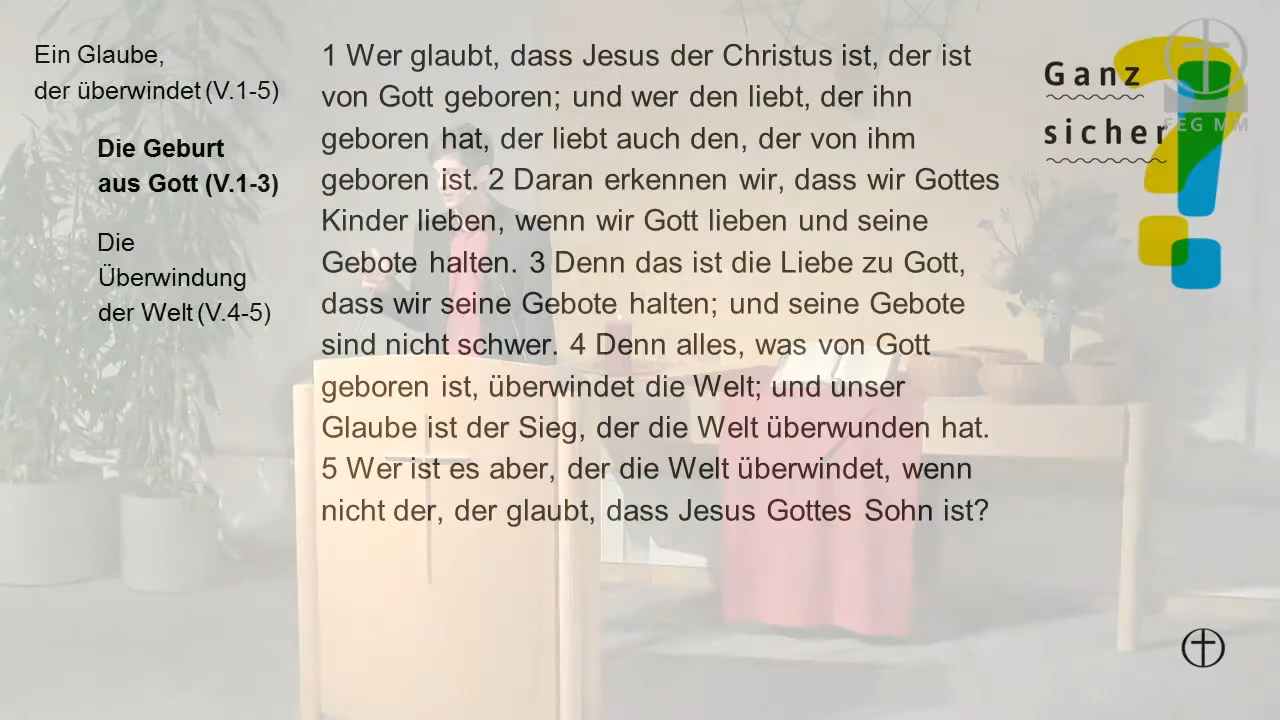 Ein Glaube,
der überwindet (V.1-5)
Die Geburt
aus Gott (V.1-3)
Die
Überwindung
der Welt (V.4-5)
1 Wer glaubt, dass Jesus der Christus ist, der ist
von Gott geboren; und wer den liebt, der ihn
geboren hat, der liebt auch den, der von ihm
geboren ist. 2 Daran erkennen wir, dass wir Gottes
Kinder lieben, wenn wir Gott lieben und seine
Gebote halten. 3 Denn das ist die Liebe zu Gott,
dass wir seine Gebote halten; und seine Gebote
sind nicht schwer. 4 Denn alles, was von Gott
geboren ist, überwindet die Welt; und unser
Glaube ist der Sieg, der die Welt überwunden hat.
5 Wer ist es aber, der die Welt überwindet, wenn
nicht der, der glaubt, dass Jesus Gottes Sohn ist?
Ganz
sicher
?
FEG MM